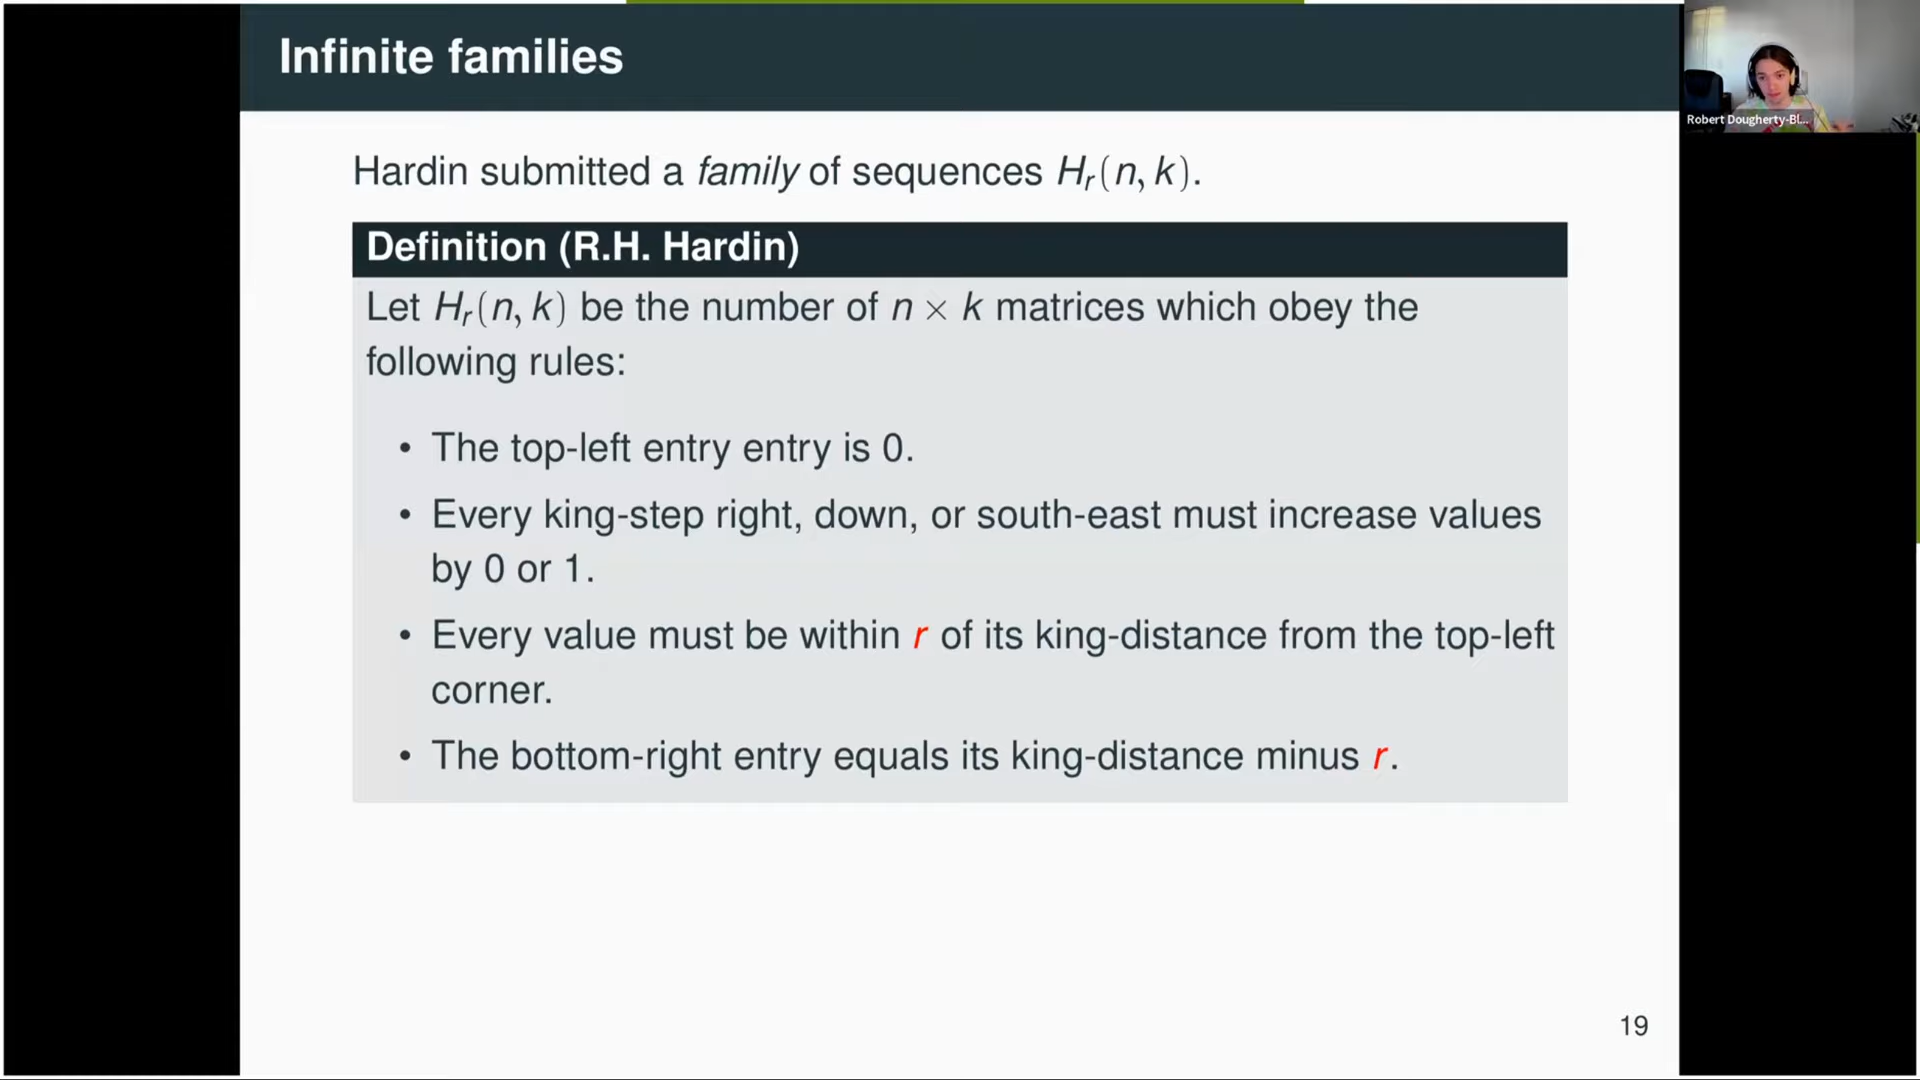 Infinite families
Robert Dougherty-Bl...
Hardin submitted a family of sequences Hᵣ(n, k).
Definition (R.H. Hardin)
Let Hᵣ(n, k) be the number of n × k matrices which obey the
following rules:
• The top-left entry entry is 0.
• Every king-step right, down, or south-east must increase values
by 0 or 1.
• Every value must be within r of its king-distance from the top-left
corner.
• The bottom-right entry equals its king-distance minus r.
19